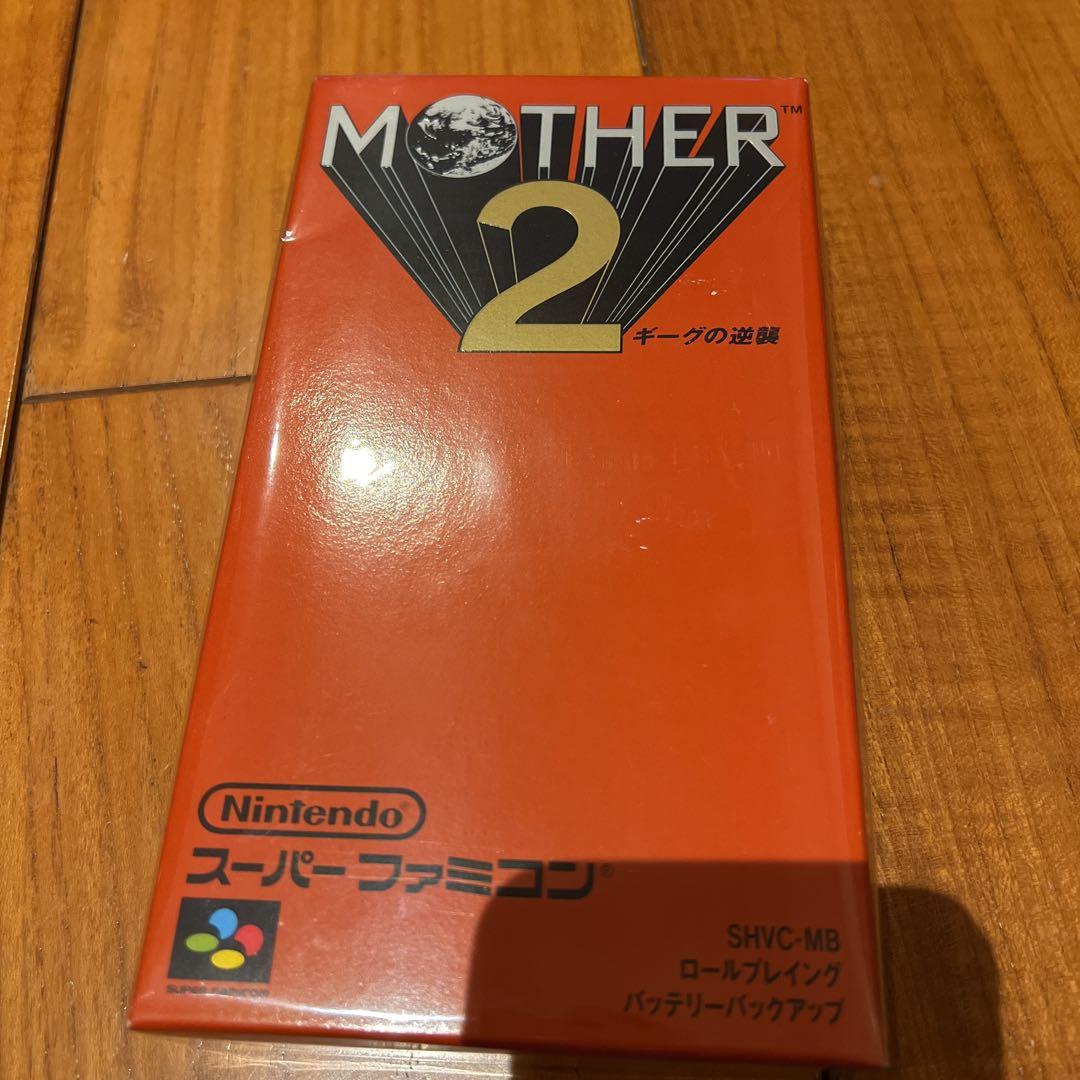 MOTHER™
2
ギーグの逆襲
Nintendo®
スーパーファミコン®
SUPER FAMICOM
SHVC-MB
ロールプレイング
バッテリーバックアップ